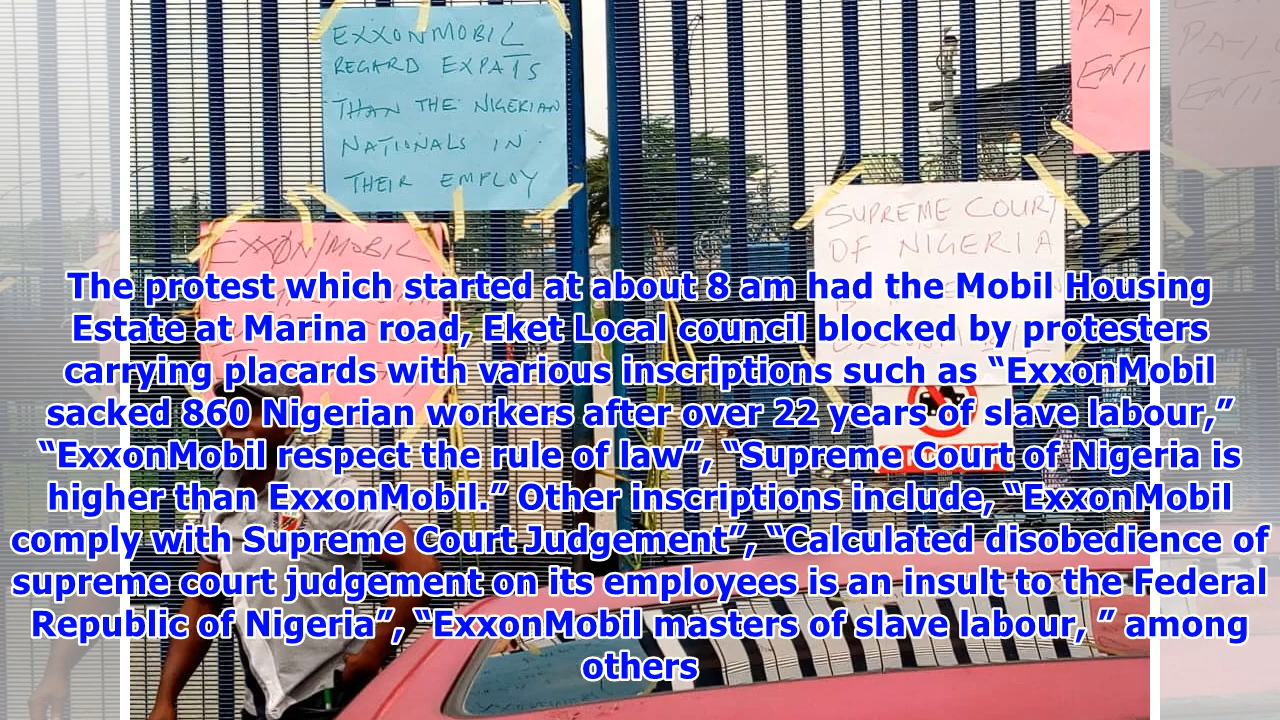 EXXONMOBIL
REGARD EXPATS
THAN THE NIGERIAN
NATIONALS IN
THEIR EMPLOY
PA-1
SUPREME COURT
OF NIGERIA
EXXON/MOBIL
The protest which started at about 8 am had the Mobil Housing
Estate at Marina road, Eket Local council blocked by protesters
carrying placards with various inscriptions such as “ExxonMobil
sacked 860 Nigerian workers after over 22 years of slave labour,”
“ExxonMobil respect the rule of law”, “Supreme Court of Nigeria is
higher than ExxonMobil.” Other inscriptions include, “ExxonMobil
comply with Supreme Court Judgement”, “Calculated disobedience of
supreme court judgement on its employees is an insult to the Federal
Republic of Nigeria”, “ExxonMobil masters of slave labour, ” among
others